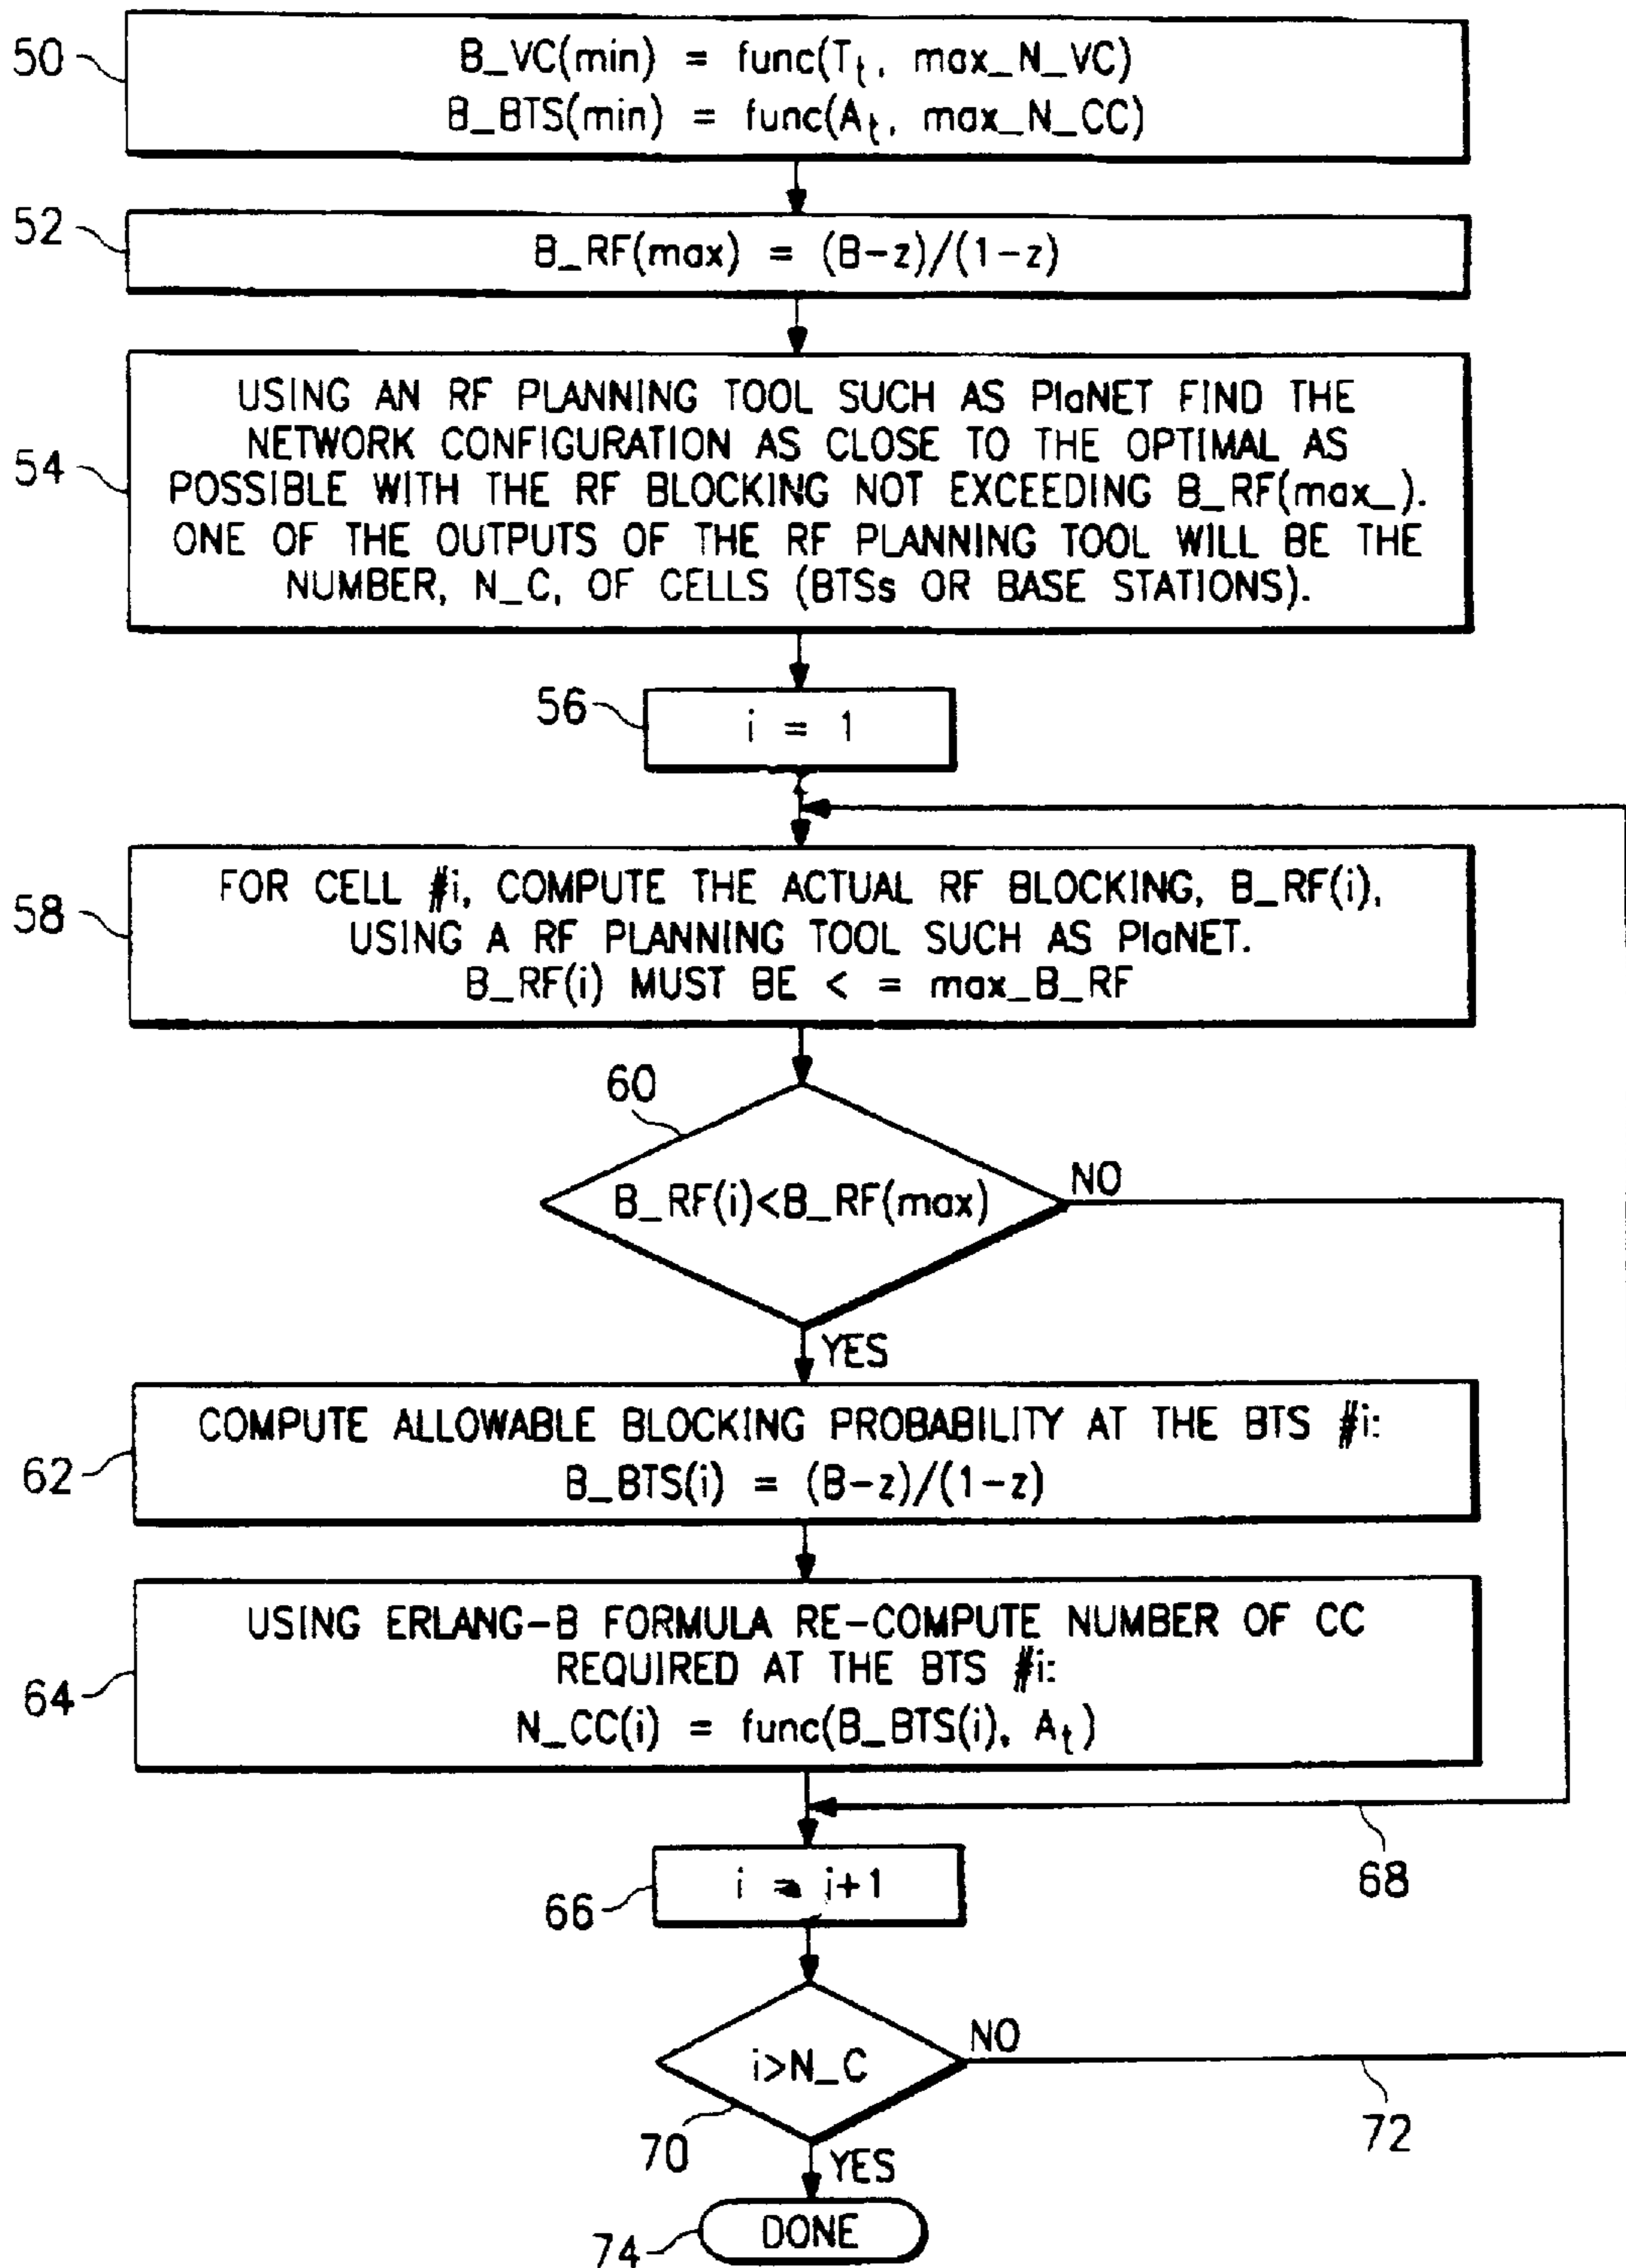 50
B_VC(min) = func(Tt, max_N_VC)
B_BTS(min) = func(At, max_N_CC)
52
B_RF(max) = (B-z)/(1-z)
54
USING AN RF PLANNING TOOL SUCH AS PlaNET FIND THE
NETWORK CONFIGURATION AS CLOSE TO THE OPTIMAL AS
POSSIBLE WITH THE RF BLOCKING NOT EXCEEDING B_RF(max_).
ONE OF THE OUTPUTS OF THE RF PLANNING TOOL WILL BE THE
NUMBER, N_C, OF CELLS (BTSs OR BASE STATIONS).
56
i = 1
58
FOR CELL #i, COMPUTE THE ACTUAL RF BLOCKING, B_RF(i),
USING A RF PLANNING TOOL SUCH AS PlaNET.
B_RF(i) MUST BE < = max_B_RF
60
B_RF(i)<B_RF(max)
NO
YES
62
COMPUTE ALLOWABLE BLOCKING PROBABILITY AT THE BTS #i:
B_BTS(i) = (B-z)/(1-z)
64
USING ERLANG-B FORMULA RE-COMPUTE NUMBER OF CC
REQUIRED AT THE BTS #i:
N_CC(i) = func(B_BTS(i), At)
68
66
i = i+1
i>N_C
NO
72
70
YES
74
DONE